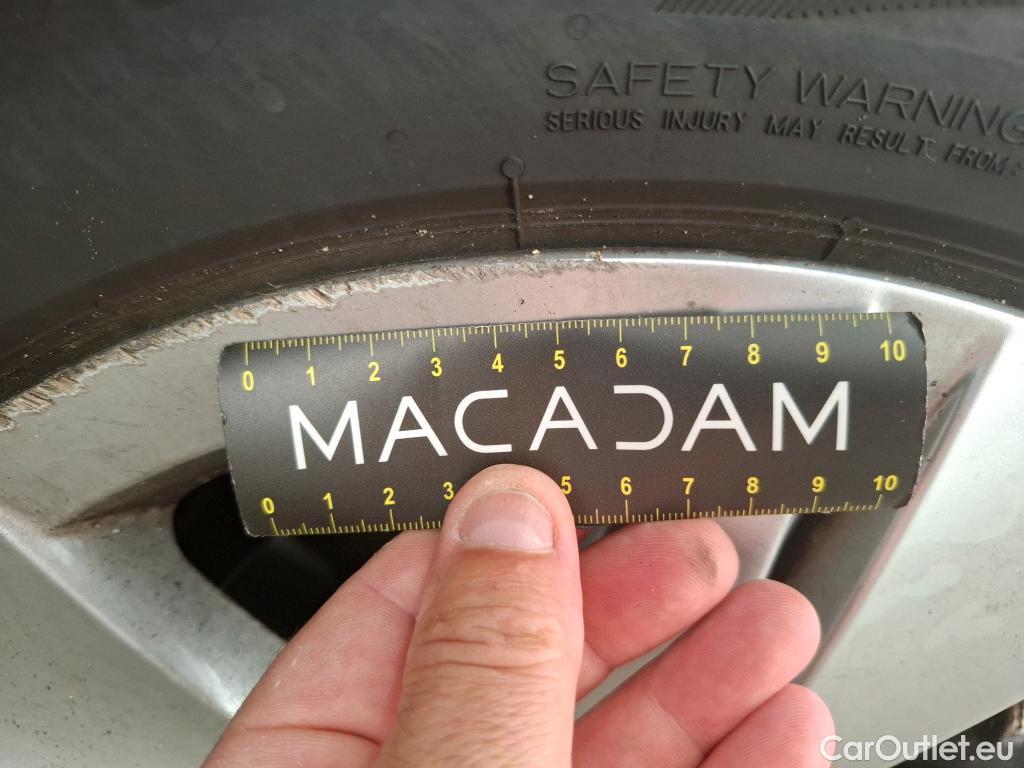 SAFETY WARNING
SERIOUS INJURY MAY RESULT FROM:
0 1 2 3 4 5 6 7 8 9 10
MACADAM
0 1 2 3 5 6 7 8 9 10
CarOutlet.eu